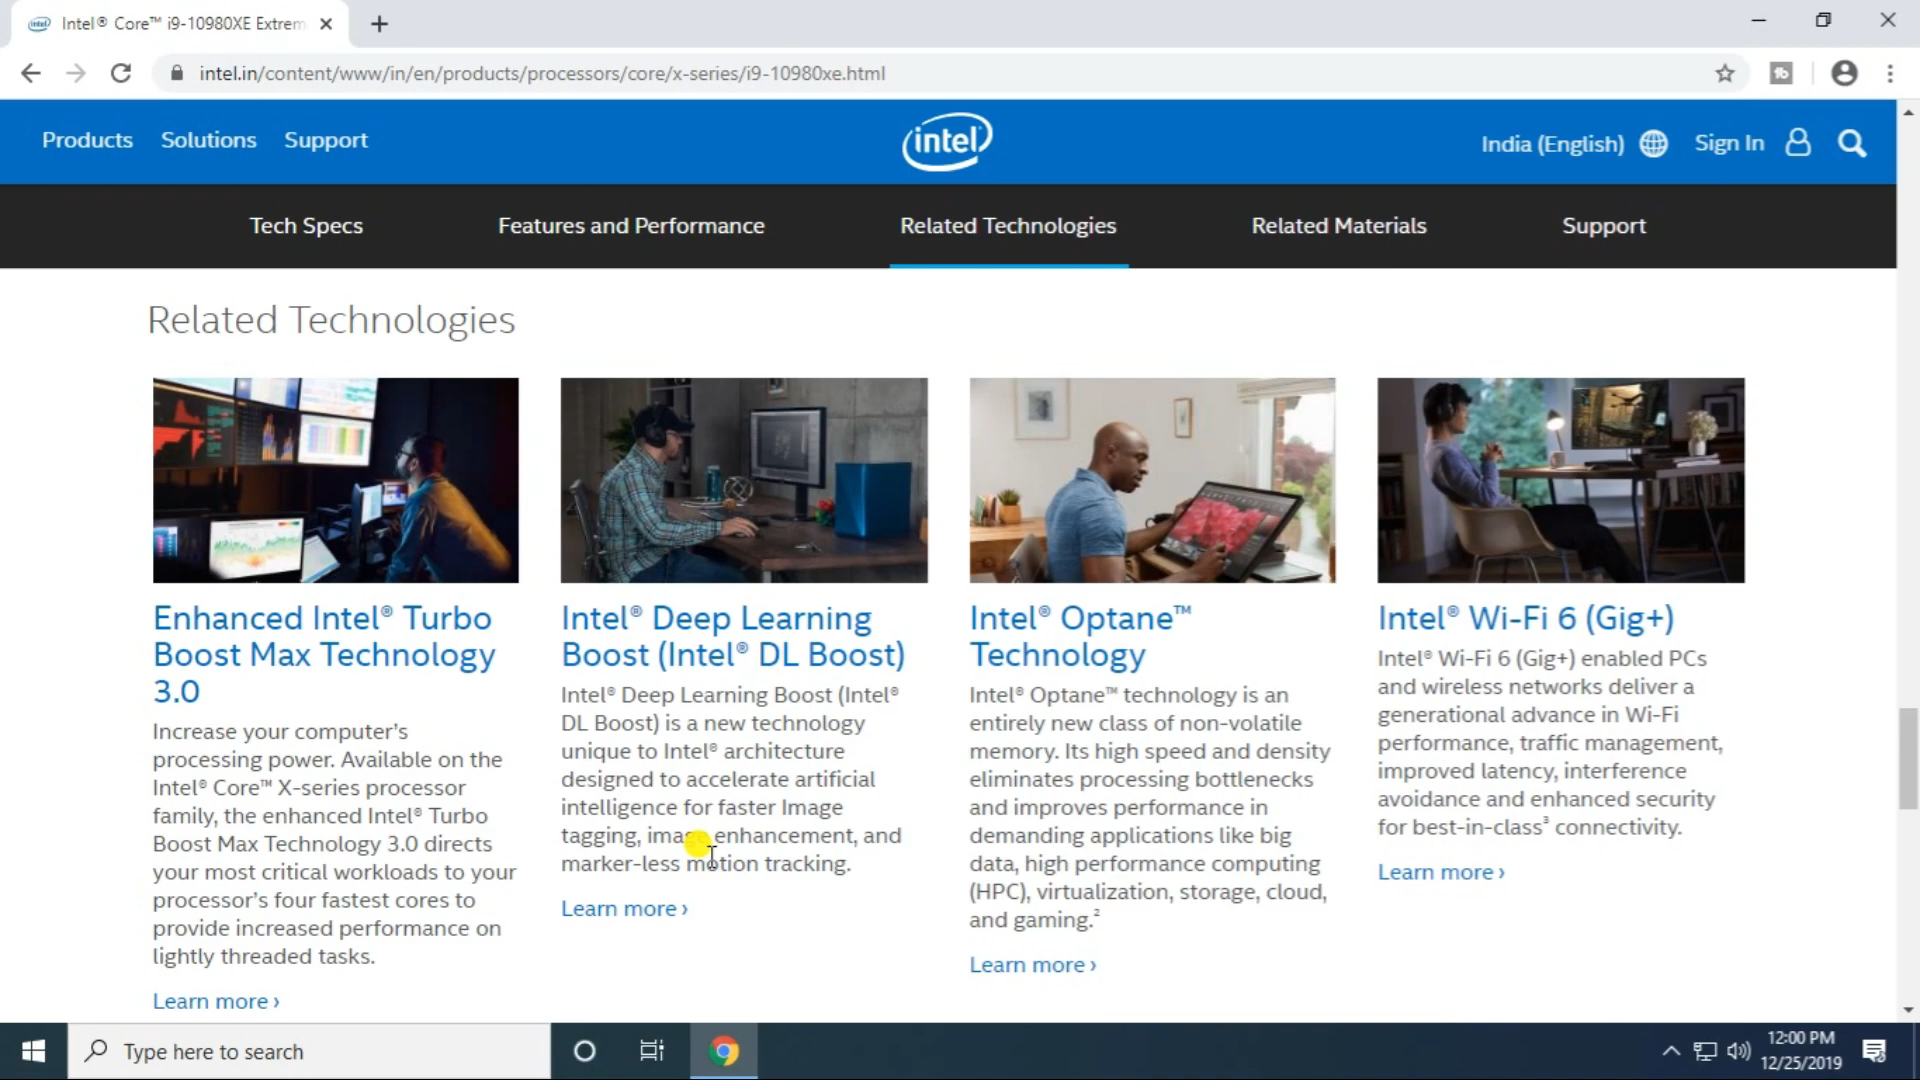 Intel® Core™ i9-10980XE Extrem
intel.in/content/www/in/en/products/processors/core/x-series/i9-10980xe.html
Products Solutions Support
intel
India (English) Sign In
Tech Specs Features and Performance Related Technologies Related Materials Support
Related Technologies
Enhanced Intel® Turbo
Boost Max Technology
3.0
Increase your computer's
processing power. Available on the
Intel® Core™ X-series processor
family, the enhanced Intel® Turbo
Boost Max Technology 3.0 directs
your most critical workloads to your
processor's four fastest cores to
provide increased performance on
lightly threaded tasks.
Learn more ›
Intel® Deep Learning
Boost (Intel® DL Boost)
Intel® Deep Learning Boost (Intel®
DL Boost) is a new technology
unique to Intel® architecture
designed to accelerate artificial
intelligence for faster Image
tagging, image enhancement, and
marker-less motion tracking.
Learn more ›
Intel® Optane™
Technology
Intel® Optane™ technology is an
entirely new class of non-volatile
memory. Its high speed and density
eliminates processing bottlenecks
and improves performance in
demanding applications like big
data, high performance computing
(HPC), virtualization, storage, cloud,
and gaming.²
Learn more ›
Intel® Wi-Fi 6 (Gig+)
Intel® Wi-Fi 6 (Gig+) enabled PCs
and wireless networks deliver a
generational advance in Wi-Fi
performance, traffic management,
improved latency, interference
avoidance and enhanced security
for best-in-class³ connectivity.
Learn more ›
Type here to search
12:00 PM
12/25/2019